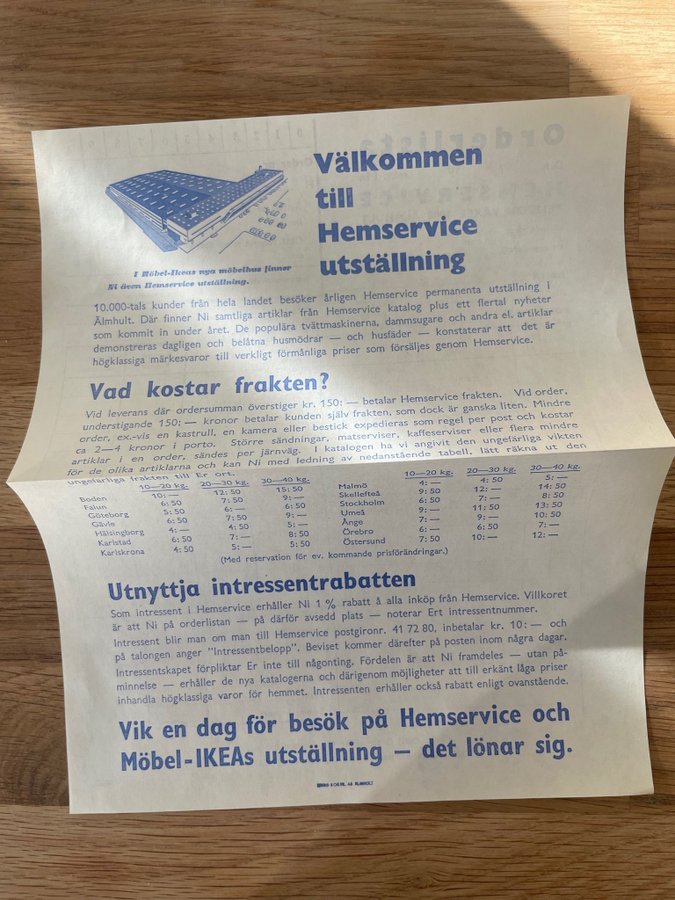 Välkommen
till
Hemservice
utställning
I Möbel-Ikeas nya möbelhus finner
Ni även Hemservice utställning.
10.000-tals kunder från hela landet besöker årligen Hemservice permanenta utställning i
Älmhult. Där finner Ni samtliga artiklar från Hemservice katalog plus ett flertal nyheter
som kommit in under året. De populära tvättmaskinerna, dammsugare och andra el. artiklar
demonstreras dagligen och belåtna husmödrar — och husfäder — konstaterar att det är
högklassiga märkesvaror till verkligt förmånliga priser som försäljes genom Hemservice.
Vad kostar frakten?
Vid leverans där ordersumman överstiger kr. 150: — betalar Hemservice frakten. Vid order,
understigande 150: — kronor betalar kunden själv frakten, som dock är ganska liten. Mindre
order, ex.-vis en kastrull, en kamera eller bestick expedieras som regel per post och kostar
ca 2—4 kronor i porto. Större sändningar, matserviser, kaffeserviser eller flera mindre
artiklar i en order, sändes per järnväg. I katalogen ha vi angivit den ungefärliga vikten
för de olika artiklarna och kan Ni med ledning av nedanstående tabell, lätt räkna ut den
ungefärliga frakten till Er ort.
10—20 kg. 20—30 kg. 30—40 kg. 10—20 kg. 20—30 kg. 30—40 kg.
Boden 10: — 12: 50 15: 50 Malmö 4: — 4: 50 5: —
Falun 6: 50 7: 50 9: — Skellefteå 9: 50 12: — 14: 50
Göteborg 5: 50 6: — 6: 50 Stockholm 6: 50 7: — 8: 50
Gävle 6: 50 7: 50 9: — Umeå 9: — 11: 50 13: 50
Hälsingborg 4: — 4: 50 5: — Ånge 7: — 9: — 10: 50
Karlstad 6: 50 7: — 8: 50 Örebro 6: — 6: 50 7: —
Karlskrona 4: 50 5: — 5: 50 Östersund 7: 50 10: — 12: —
(Med reservation för ev. kommande prisförändringar.)
Utnyttja intressentrabatten
Som intressent i Hemservice erhåller Ni 1 % rabatt å alla inköp från Hemservice. Villkoret
är att Ni på orderlistan — på därför avsedd plats — noterar Ert intressentnummer.
Intressent blir man om man till Hemservice postgironr. 41 72 80, inbetalar kr. 10: — och
på talongen anger "Intressentbelopp". Beviset kommer därefter på posten inom några dagar.
Intressentskapet förpliktar Er inte till någonting. Fördelen är att Ni framdeles — utan på-
minnelse — erhåller de nya katalogerna och därigenom möjligheter att till erkänt låga priser
inhandla högklassiga varor för hemmet. Intressenten erhåller också rabatt enligt ovanstående.
Vik en dag för besök på Hemservice och
Möbel-IKEAs utställning — det lönar sig.